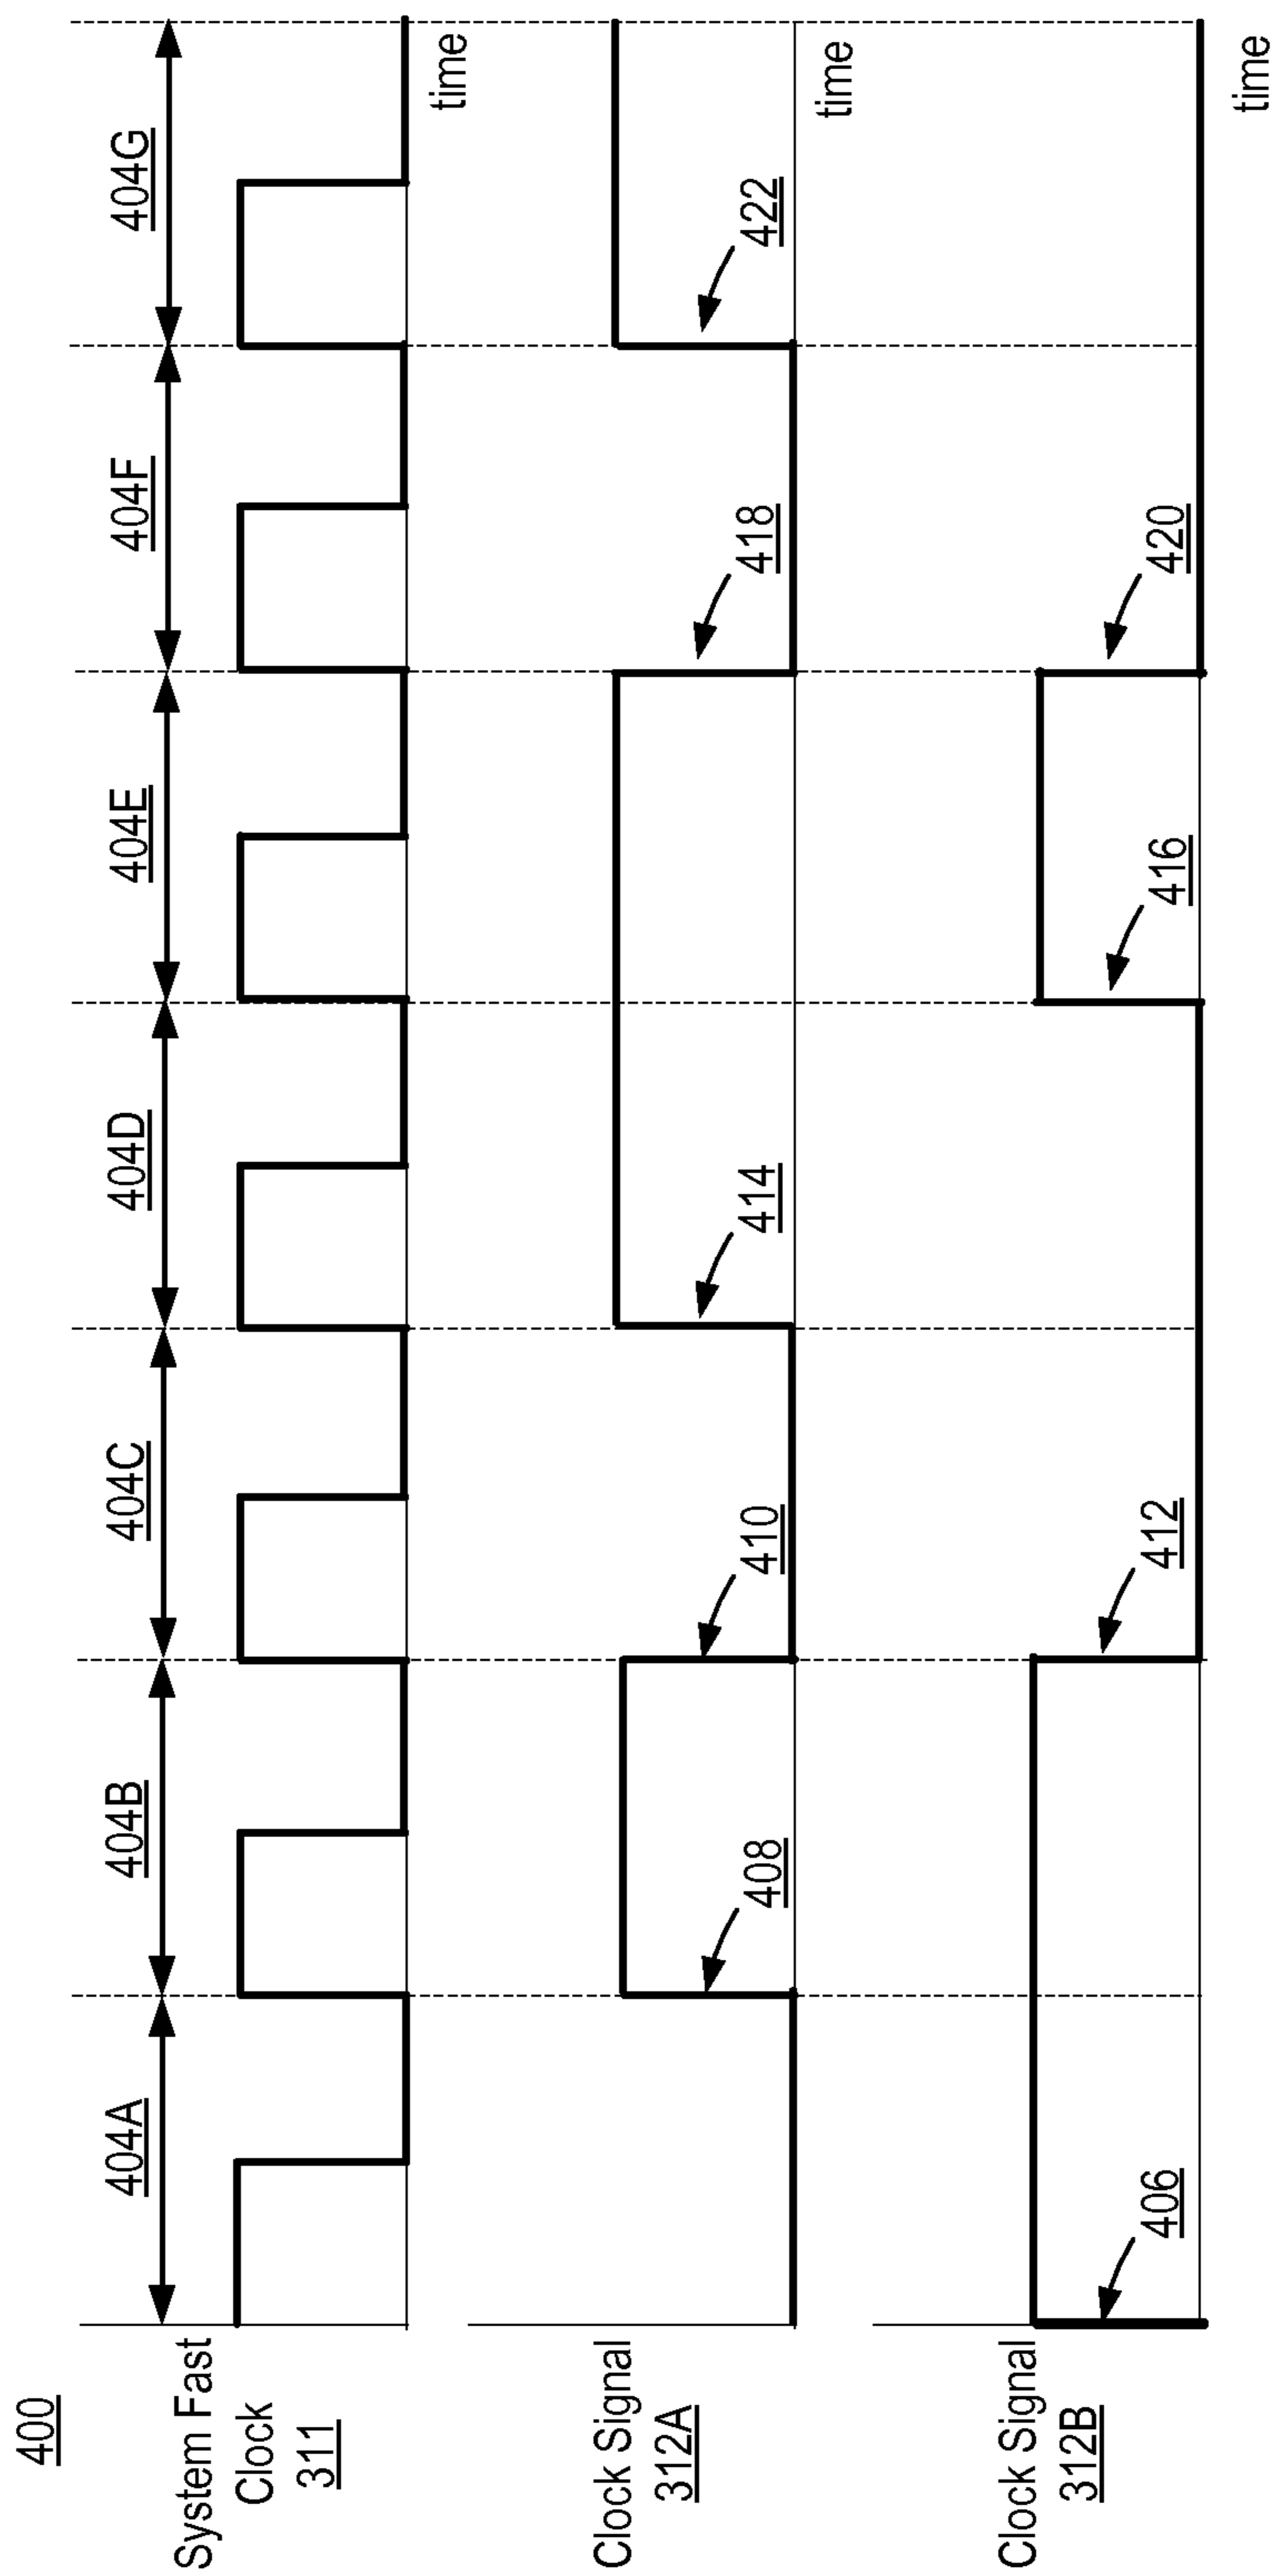 400
404A
404B
404C
404D
404E
404F
404G
System Fast
Clock
311
time
Clock Signal
312A
408
410
414
418
422
time
Clock Signal
312B
406
412
416
420
time